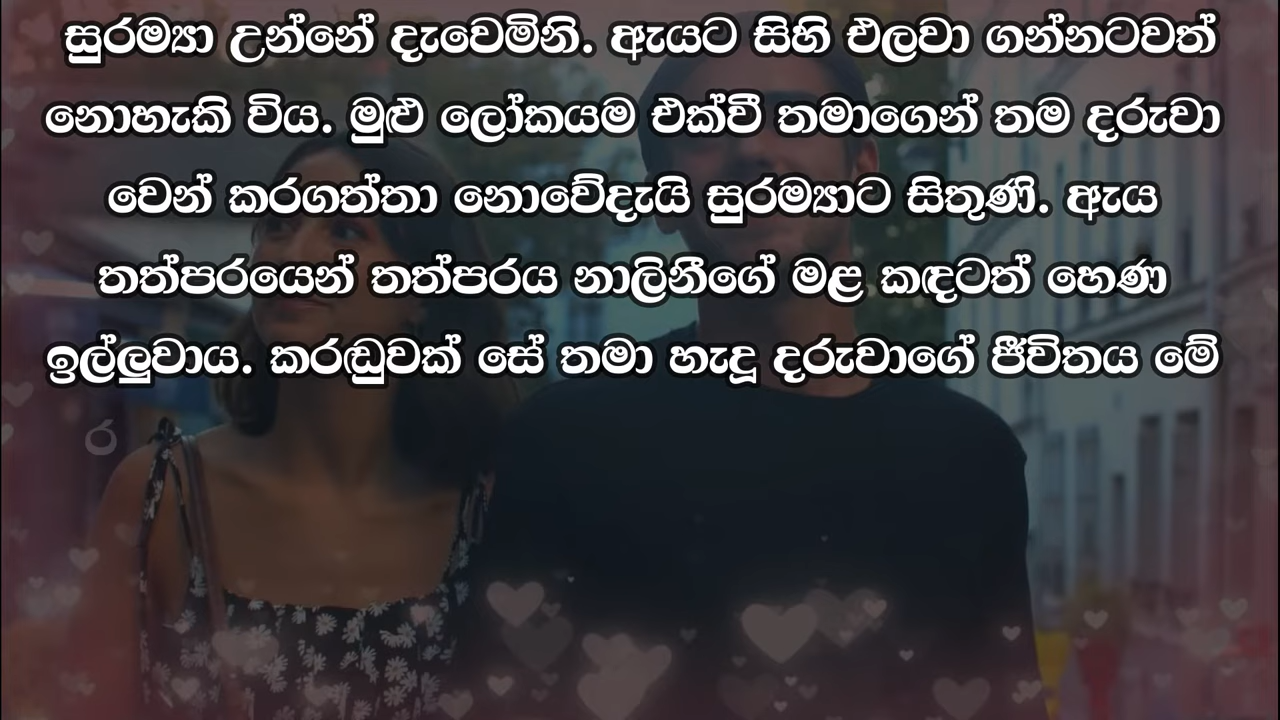 සුරම්‍යා උන්නේ දැවෙමිනි. ඇයට සිහි එලවා ගන්නටවත්
නොහැකි විය. මුළු ලෝකයම එක්වී තමාගෙන් තම දරුවා
වෙන් කරගත්තා නොවේදැයි සුරම්‍යාට සිතුණි. ඇය
තත්පරයෙන් තත්පරය නාලිනීගේ මළ කඳටත් හෙණ
ඉල්ලුවාය. කරඬුවක් සේ තමා හැදූ දරුවාගේ ජීවිතය මේ
ර